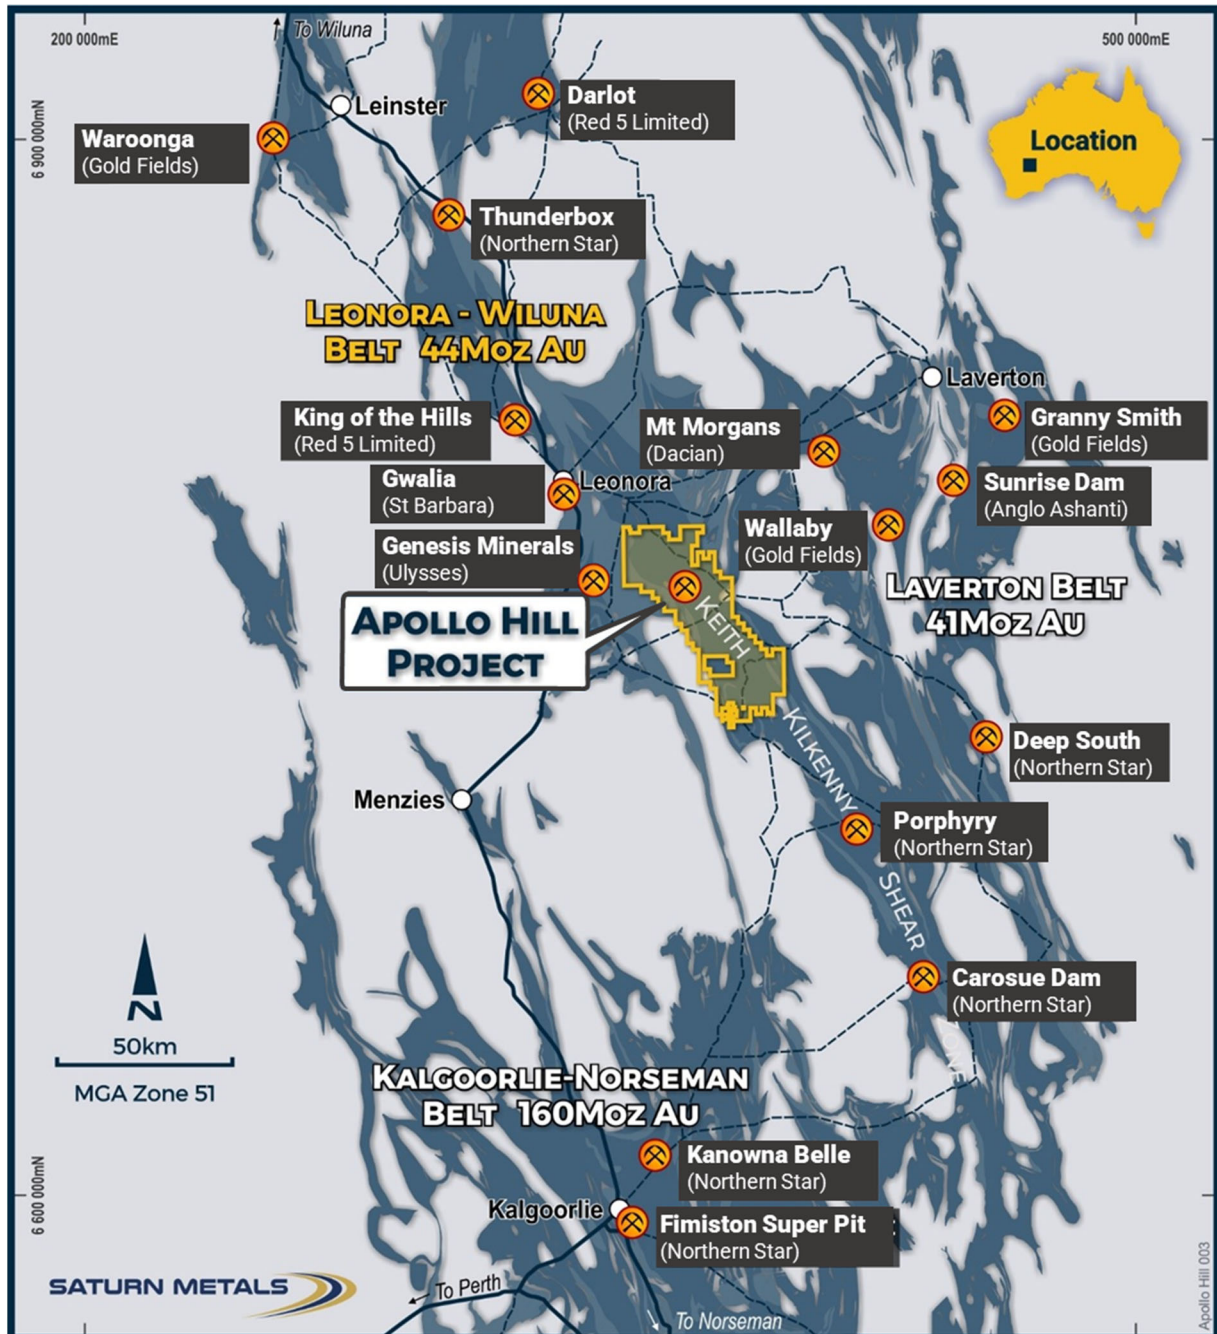 200 000mE
To Wiluna
500 000mE
6 900 000mN
Leinster
Darlot
(Red 5 Limited)
Waroonga
(Gold Fields)
Location
Thunderbox
(Northern Star)
LEONORA - WILUNA
BELT 44MOZ AU
Laverton
King of the Hills
(Red 5 Limited)
Mt Morgans
(Dacian)
Granny Smith
(Gold Fields)
Gwalia
(St Barbara)
Leonora
Sunrise Dam
(Anglo Ashanti)
Wallaby
(Gold Fields)
Genesis Minerals
(Ulysses)
LAVERTON BELT
41MOZ AU
APOLLO HILL
PROJECT
KEITH
KILKENNY
SHEAR
ZONE
Deep South
(Northern Star)
Menzies
Porphyry
(Northern Star)
Carosue Dam
(Northern Star)
N
50km
MGA Zone 51
KALGOORLIE-NORSEMAN
BELT 160MOZ AU
Kanowna Belle
(Northern Star)
6 600 000mN
Kalgoorlie
Fimiston Super Pit
(Northern Star)
SATURN METALS
To Perth
To Norseman
Apollo Hill 003